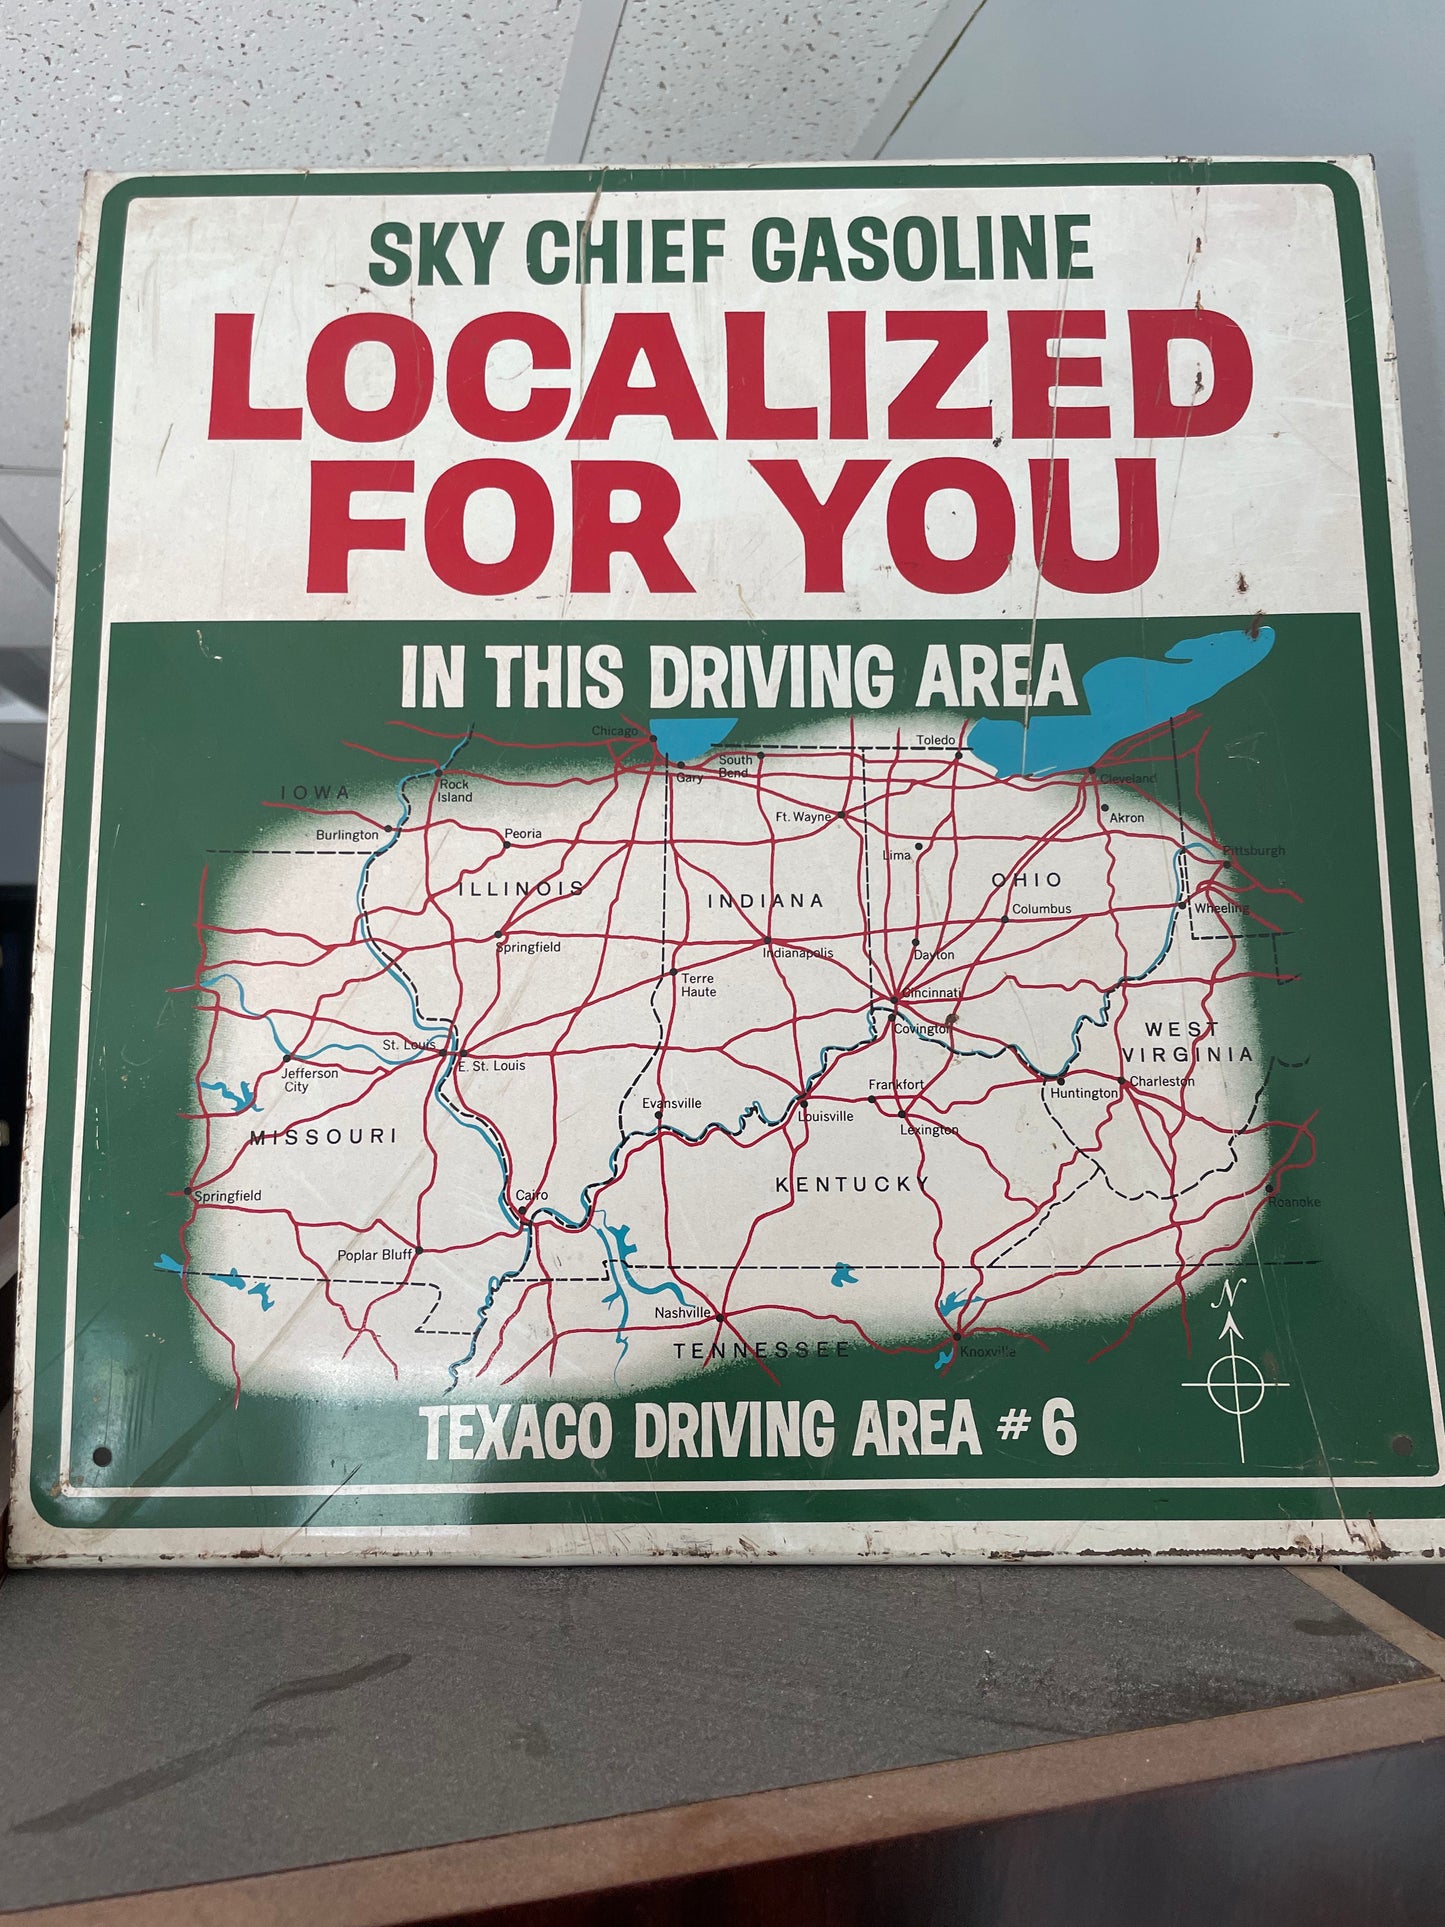 SKY CHIEF GASOLINE
LOCALIZED
FOR YOU
IN THIS DRIVING AREA
Chicago
Toledo
South
Bend
Gary
Cleveland
IOWA
Rock
Island
Burlington
Peoria
Ft. Wayne
Akron
Lima
Pittsburgh
ILLINOIS
INDIANA
OHIO
Columbus
Wheeling
Springfield
Indianapolis
Dayton
Terre
Haute
Cincinnati
Covington
WEST
VIRGINIA
St. Louis
E. St. Louis
Jefferson
City
Frankfort
Huntington
Charleston
Evansville
Louisville
Lexington
MISSOURI
KENTUCKY
Springfield
Cairo
Roanoke
Poplar Bluff
Nashville
TENNESSEE
Knoxville
N
TEXACO DRIVING AREA # 6